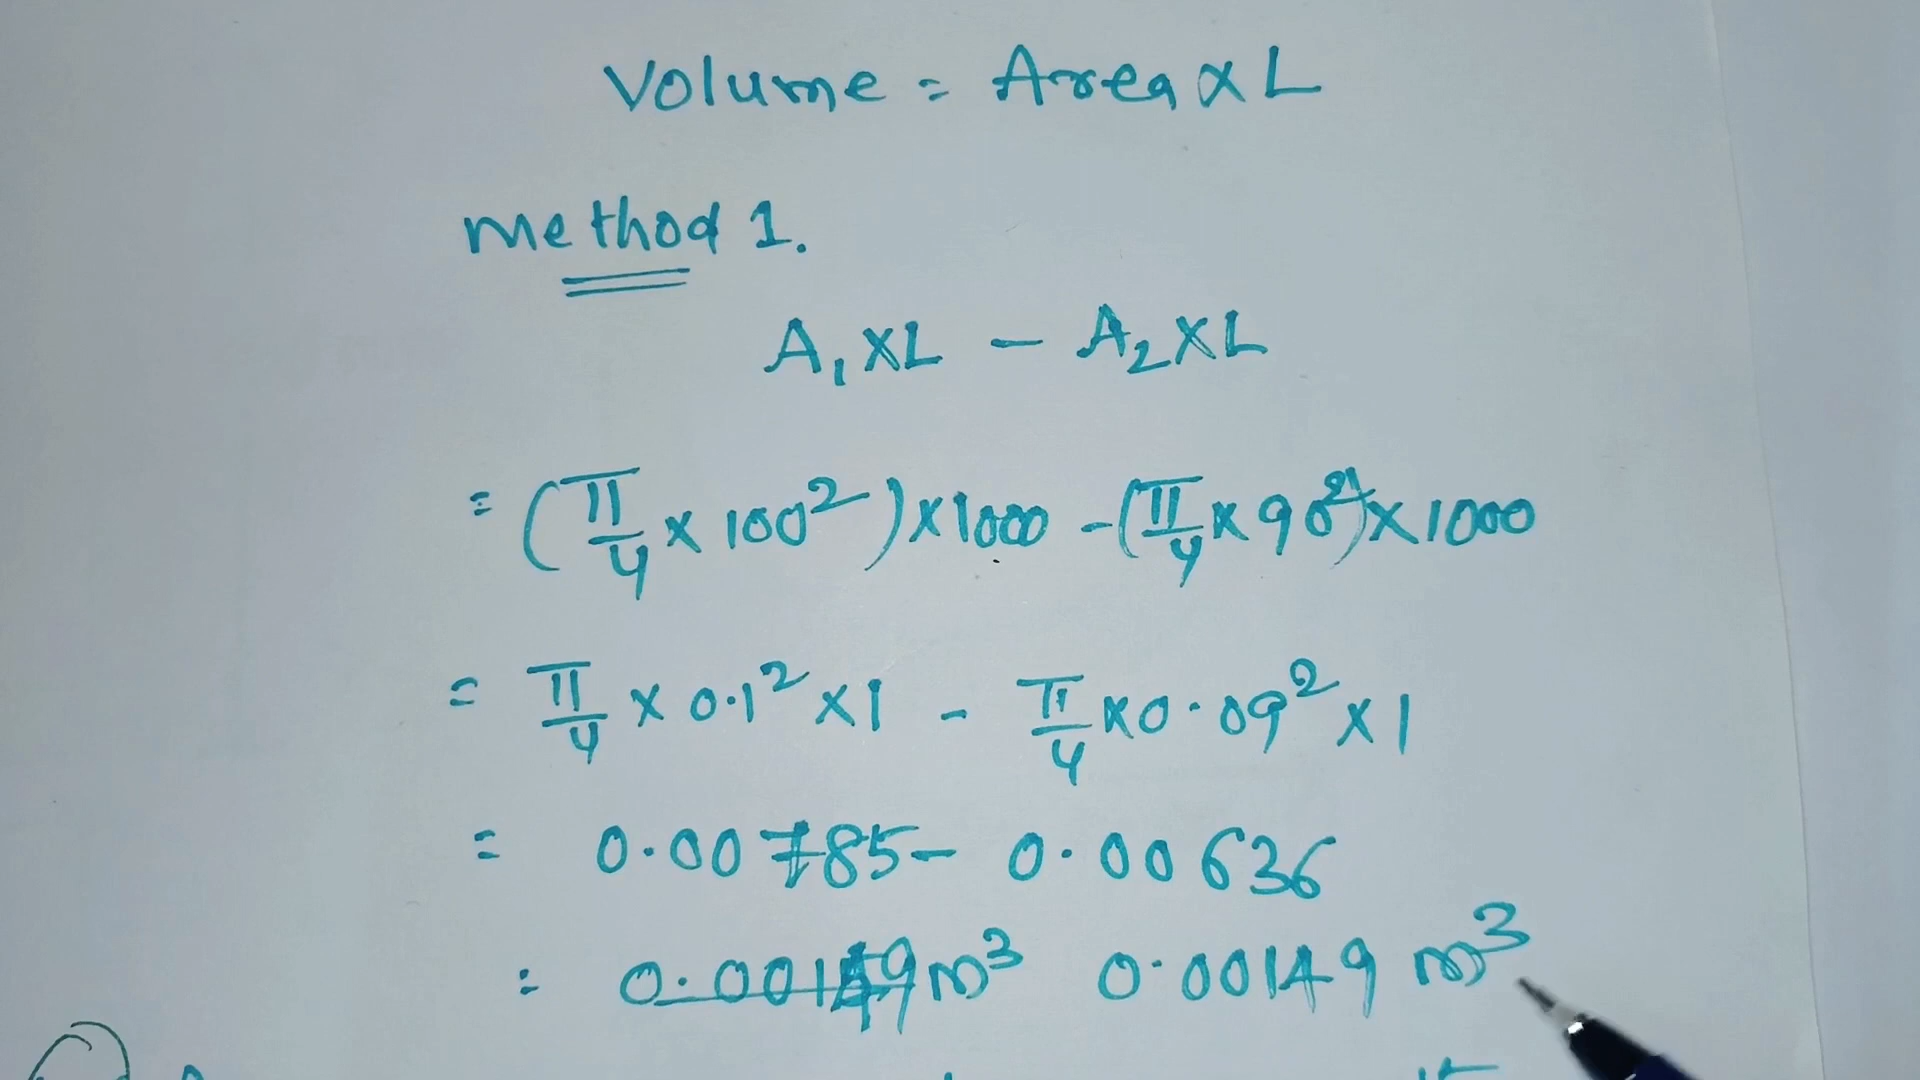 Volume = Area x L
Method 1.
A₁ x L - A₂ x L
= (π/4 x 100²) x 1000 - (π/4 x 90²) x 1000
= π/4 x 0.1² x 1 - π/4 x 0.09² x 1
= 0.00785 - 0.00636
= 0.00149 m³ 0.00149 m³